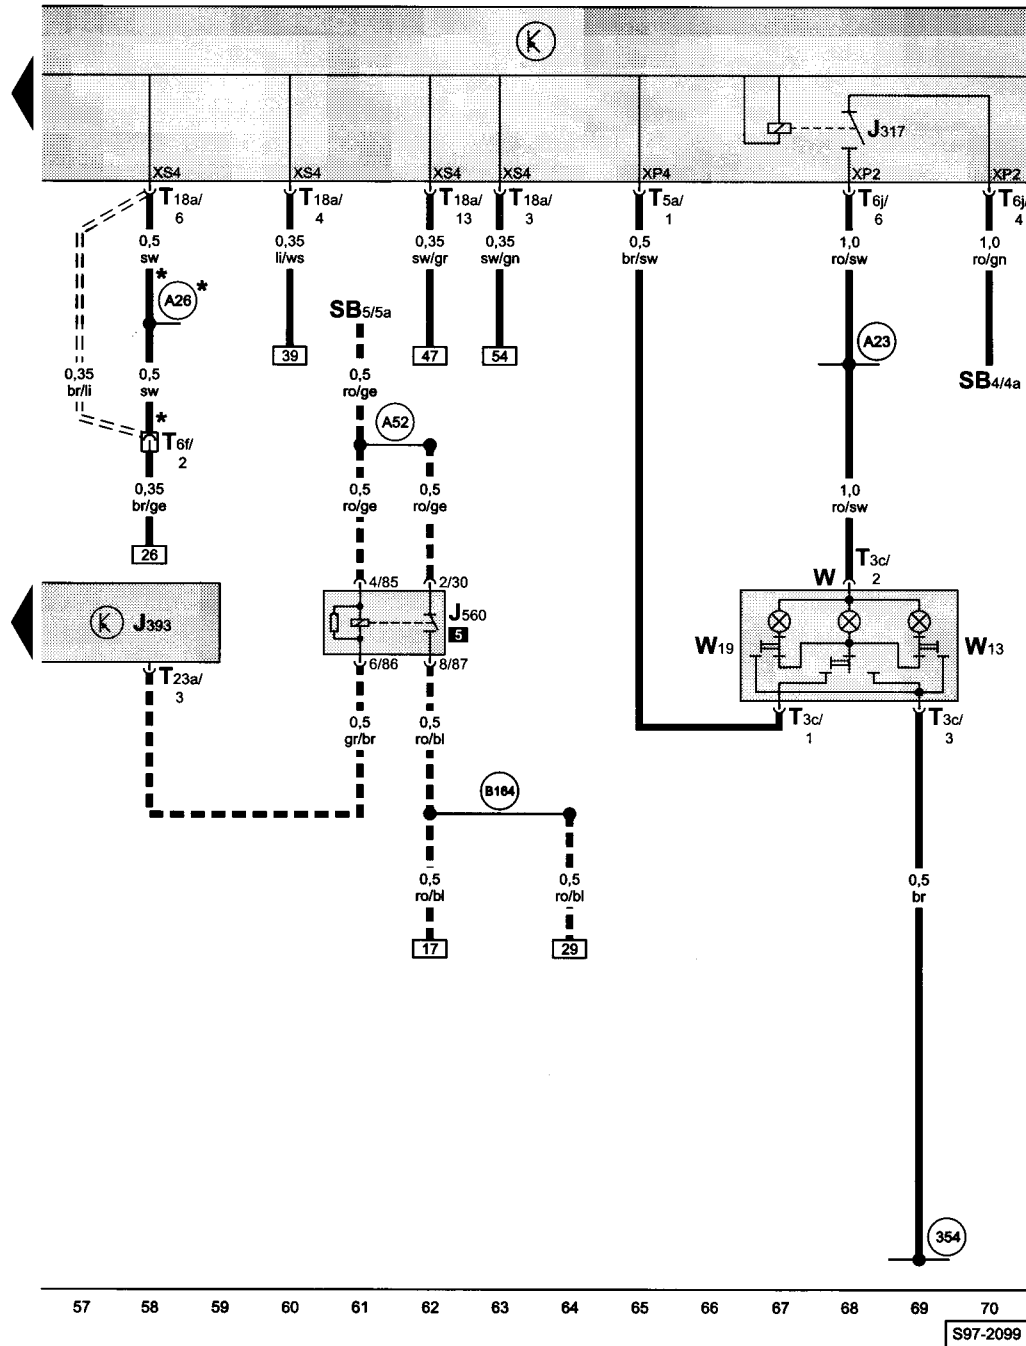 J317
XS4 XS4 XS4 XS4 XP4 XP2 XP2
T18a/ T18a/ T18a/ T18a/ T5a/ T6j/ T6j/
6 4 13 3 1 6 4
0,5 0,35 0,35 0,35 0,5 1,0 1,0
sw li/ws sw/gr sw/gn br/sw ro/sw ro/gn
* A26 *
SB5/5a
39 47 54
A23
0,35 0,5 0,5
br/li sw ro/ge
SB4/4a
A52
* T6f/
2
0,35 0,5 0,5 1,0
br/ge ro/ge ro/ge ro/sw
26
T3c/
2
W
4/85 2/30
J393
J560
5
W19 W13
6/86 8/87
T23a/
3
T3c/ T3c/
1 3
0,5 0,5
gr/br ro/bl
B164
0,5 0,5 0,5
ro/bl ro/bl br
17 29
354
57 58 59 60 61 62 63 64 65 66 67 68 69 70
S97-2099